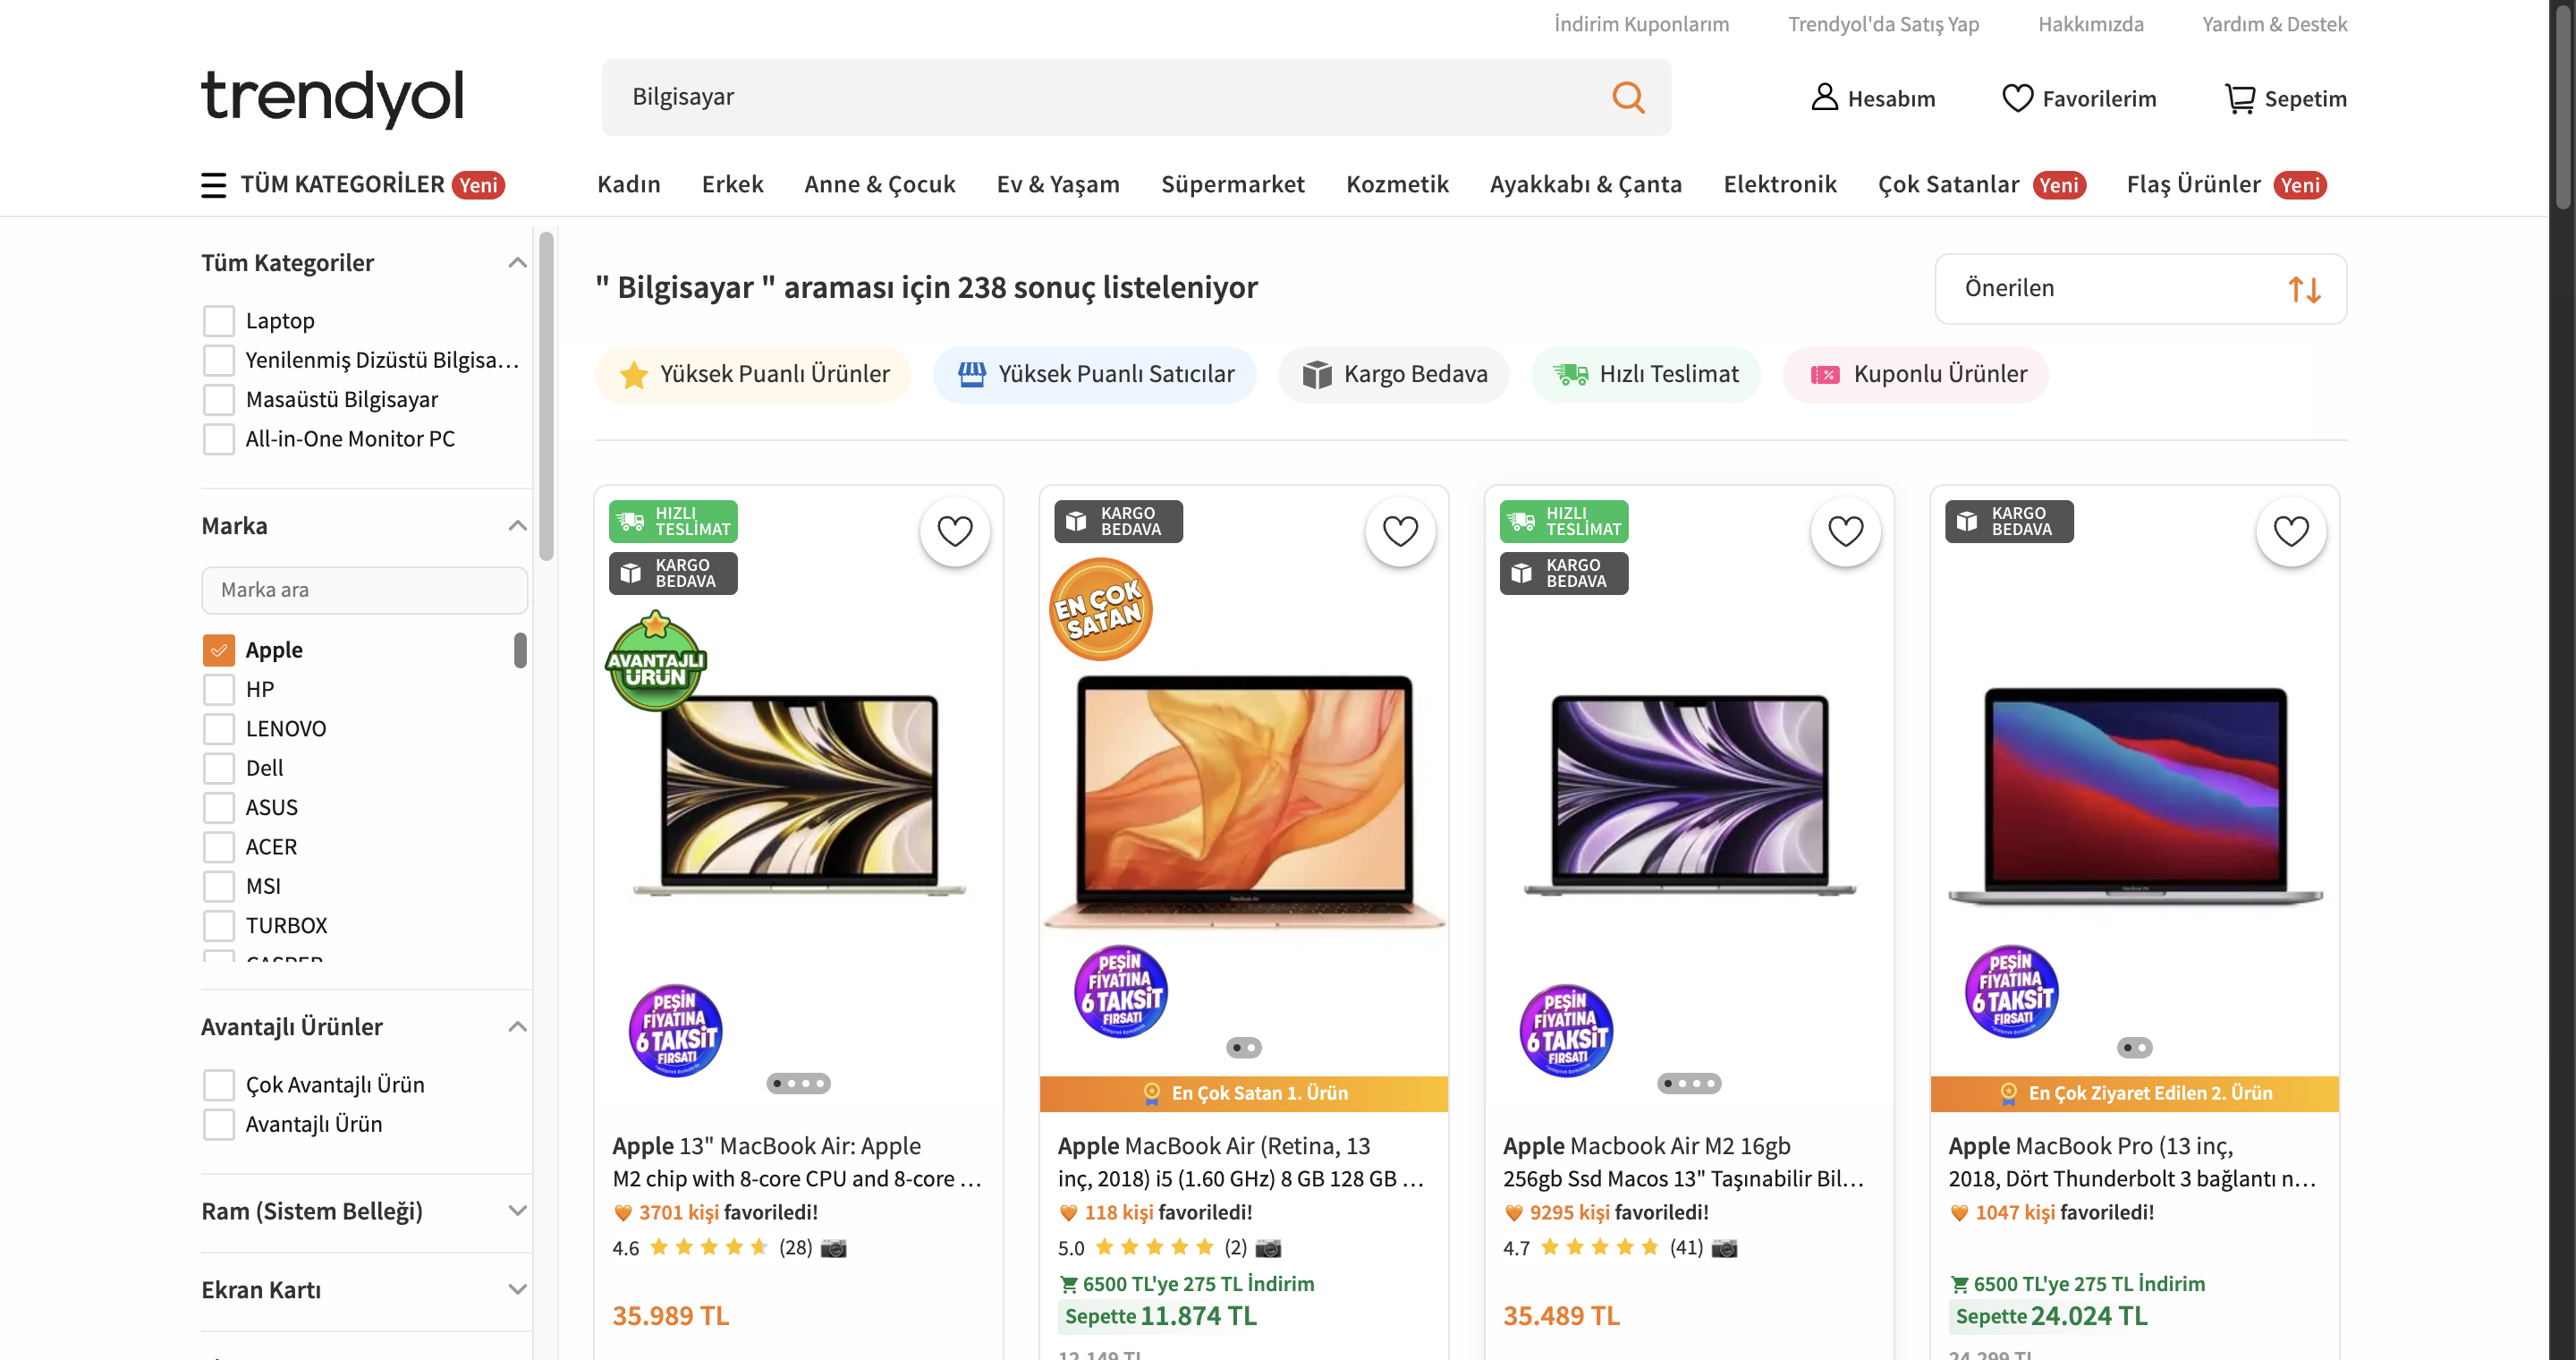 İndirim Kuponlarım
Trendyol'da Satış Yap
Hakkımızda
Yardım & Destek
trendyol
Bilgisayar
Hesabım
Favorilerim
Sepetim
TÜM KATEGORİLER Yeni
Kadın
Erkek
Anne & Çocuk
Ev & Yaşam
Süpermarket
Kozmetik
Ayakkabı & Çanta
Elektronik
Çok Satanlar Yeni
Flaş Ürünler Yeni
Tüm Kategoriler
Laptop
Yenilenmiş Dizüstü Bilgisa...
Masaüstü Bilgisayar
All-in-One Monitor PC
Marka
Marka ara
Apple
HP
LENOVO
Dell
ASUS
ACER
MSI
TURBOX
Avantajlı Ürünler
Çok Avantajlı Ürün
Avantajlı Ürün
Ram (Sistem Belleği)
Ekran Kartı
" Bilgisayar " araması için 238 sonuç listeleniyor
Önerilen
Yüksek Puanlı Ürünler
Yüksek Puanlı Satıcılar
Kargo Bedava
Hızlı Teslimat
Kuponlu Ürünler
HIZLI
TESLİMAT
KARGO
BEDAVA
AVANTAJLI
ÜRÜN
PEŞİN
FİYATINA
6 TAKSİT
FIRSATI
Apple 13" MacBook Air: Apple
M2 chip with 8-core CPU and 8-core ...
3701 kişi favoriledi!
4.6 (28)
35.989 TL
KARGO
BEDAVA
EN ÇOK
SATAN
PEŞİN
FİYATINA
6 TAKSİT
FIRSATI
En Çok Satan 1. Ürün
Apple MacBook Air (Retina, 13
inç, 2018) i5 (1.60 GHz) 8 GB 128 GB ...
118 kişi favoriledi!
5.0 (2)
6500 TL'ye 275 TL İndirim
Sepette 11.874 TL
12.149 TL
HIZLI
TESLİMAT
KARGO
BEDAVA
PEŞİN
FİYATINA
6 TAKSİT
FIRSATI
Apple Macbook Air M2 16gb
256gb Ssd Macos 13" Taşınabilir Bil...
9295 kişi favoriledi!
4.7 (41)
35.489 TL
KARGO
BEDAVA
PEŞİN
FİYATINA
6 TAKSİT
FIRSATI
En Çok Ziyaret Edilen 2. Ürün
Apple MacBook Pro (13 inç,
2018, Dört Thunderbolt 3 bağlantı n...
1047 kişi favoriledi!
6500 TL'ye 275 TL İndirim
Sepette 24.024 TL
24.299 TL